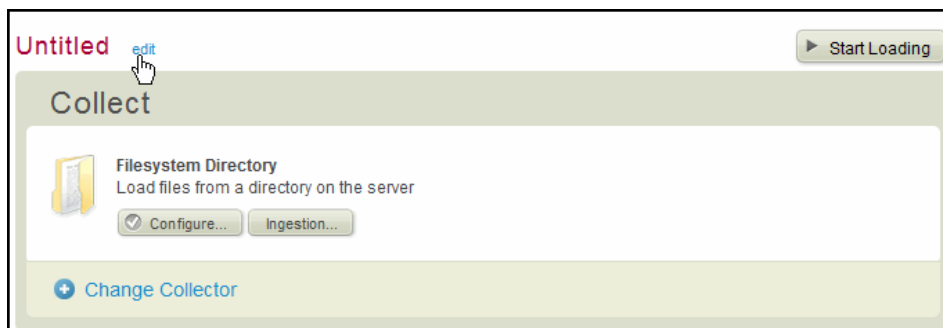 Untitled edit Start Loading
Collect
Filesystem Directory
Load files from a directory on the server
Configure... Ingestion...
Change Collector